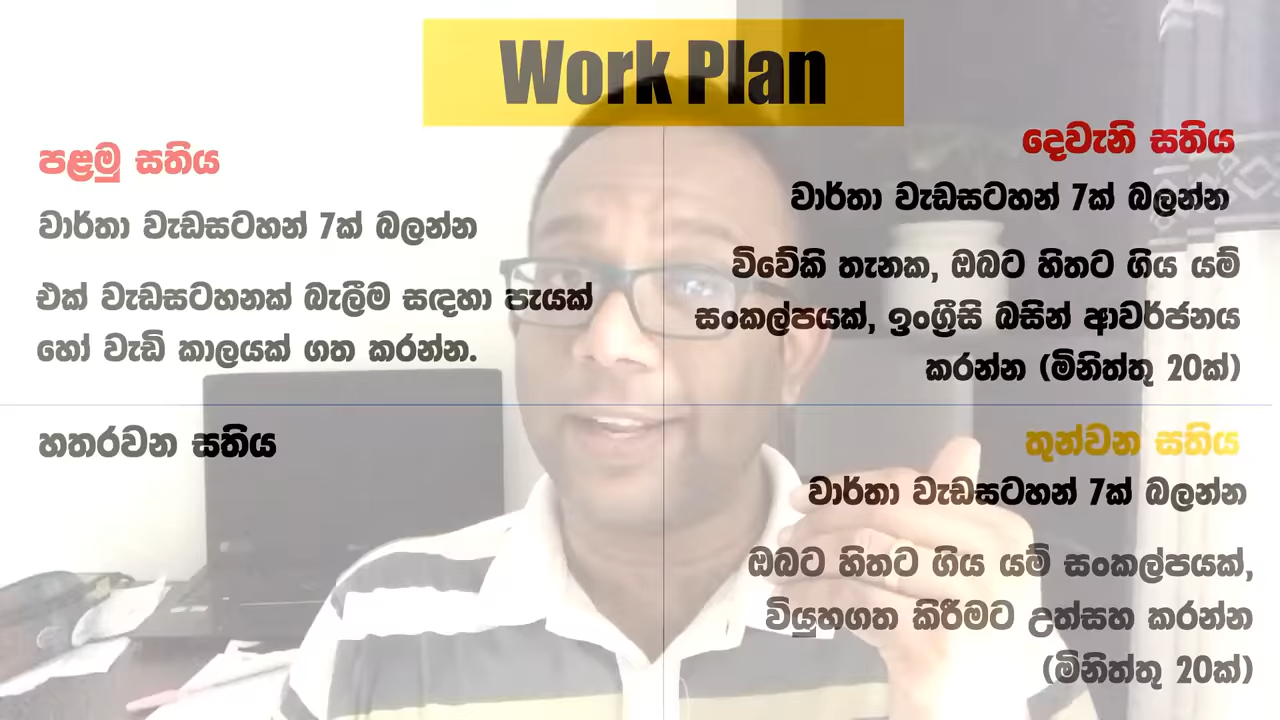 Work Plan
පළමු සතිය
වාර්තා වැඩසටහන් 7ක් බලන්න
එක් වැඩසටහනක් බැලීම සඳහා පැයක්
හෝ වැඩි කාලයක් ගත කරන්න.
දෙවැනි සතිය
වාර්තා වැඩසටහන් 7ක් බලන්න
විවේකී තැනක, ඔබට හිතට ගිය යම්
සංකල්පයක්, ඉංග්‍රීසි බසින් ආවර්ජනය
කරන්න (මිනිත්තු 20ක්)
හතරවන සතිය
තුන්වන සතිය
වාර්තා වැඩසටහන් 7ක් බලන්න
ඔබට හිතට ගිය යම් සංකල්පයක්,
වියුහගත කිරීමට උත්සහ කරන්න
(මිනිත්තු 20ක්)